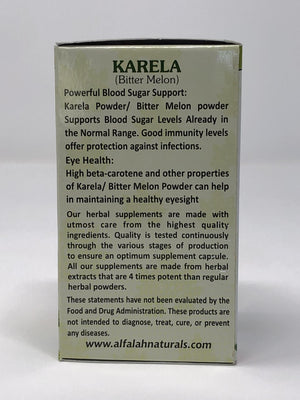 KARELA
(Bitter Melon)
Powerful Blood Sugar Support:
Karela Powder/ Bitter Melon powder
Supports Blood Sugar Levels Already in
the Normal Range. Good immunity levels
offer protection against infections.
Eye Health:
High beta-carotene and other properties
of Karela/ Bitter Melon Powder can help
in maintaining a healthy eyesight
Our herbal supplements are made with
utmost care from the highest quality
ingredients. Quality is tested continuously
through the various stages of production
to ensure an optimum supplement capsule.
All our supplements are made from herbal
extracts that are 4 times potent than regular
herbal powders.
These statements have not been evaluated by the
Food and Drug Administration. These products are
not intended to diagnose, treat, cure, or prevent
any diseases.
www.alfalahnaturals.com